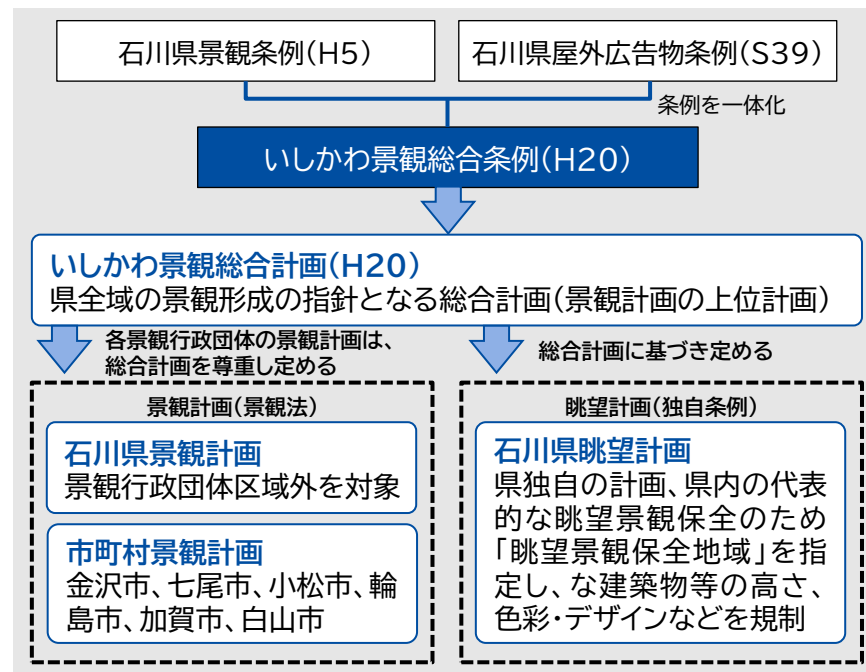 石川県景観条例(H5)
石川県屋外広告物条例(S39)
条例を一体化
いしかわ景観総合条例(H20)
いしかわ景観総合計画(H20)
県全域の景観形成の指針となる総合計画(景観計画の上位計画)
各景観行政団体の景観計画は、
総合計画を尊重し定める
総合計画に基づき定める
景観計画(景観法)
石川県景観計画
景観行政団体区域外を対象
市町村景観計画
金沢市、七尾市、小松市、輪
島市、加賀市、白山市
眺望計画(独自条例)
石川県眺望計画
県独自の計画、県内の代表
的な眺望景観保全のため
「眺望景観保全地域」を指
定し、な建築物等の高さ、
色彩・デザインなどを規制